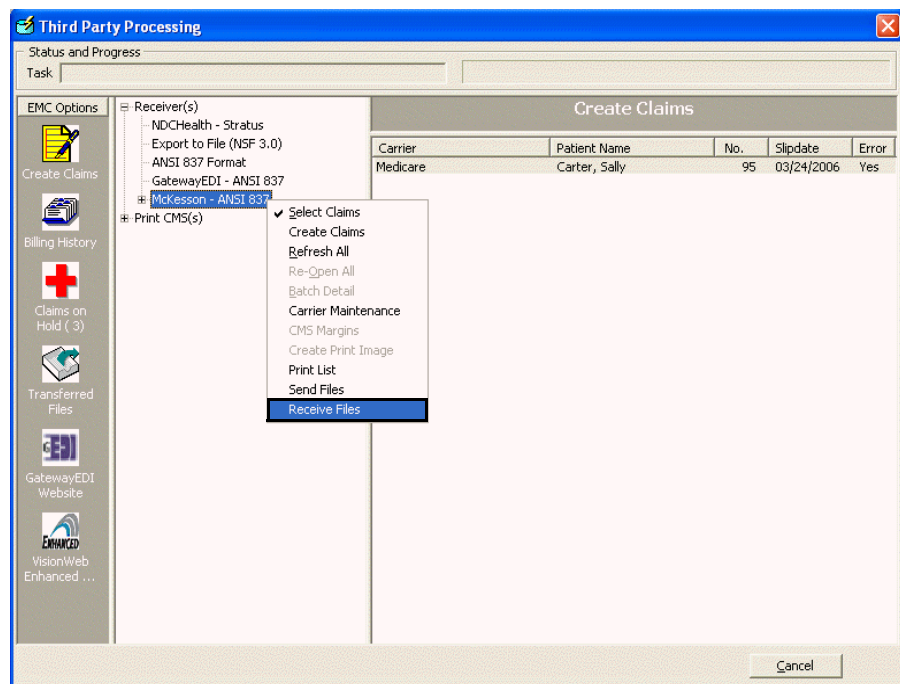 Third Party Processing
Status and Progress
Task
EMC Options
Create Claims
Billing History
Claims on
Hold ( 3)
Transferred
Files
GEDI
GatewayEDI
Website
ENHANCED
VisionWeb
Enhanced ...
Receiver(s)
NDCHealth - Stratus
Export to File (NSF 3.0)
ANSI 837 Format
GatewayEDI - ANSI 837
McKesson - ANSI 837
Print CMS(s)
Select Claims
Create Claims
Refresh All
Re-Open All
Batch Detail
Carrier Maintenance
CMS Margins
Create Print Image
Print List
Send Files
Receive Files
Create Claims
Carrier Patient Name No. Slipdate Error
Medicare Carter, Sally 95 03/24/2006 Yes
Cancel